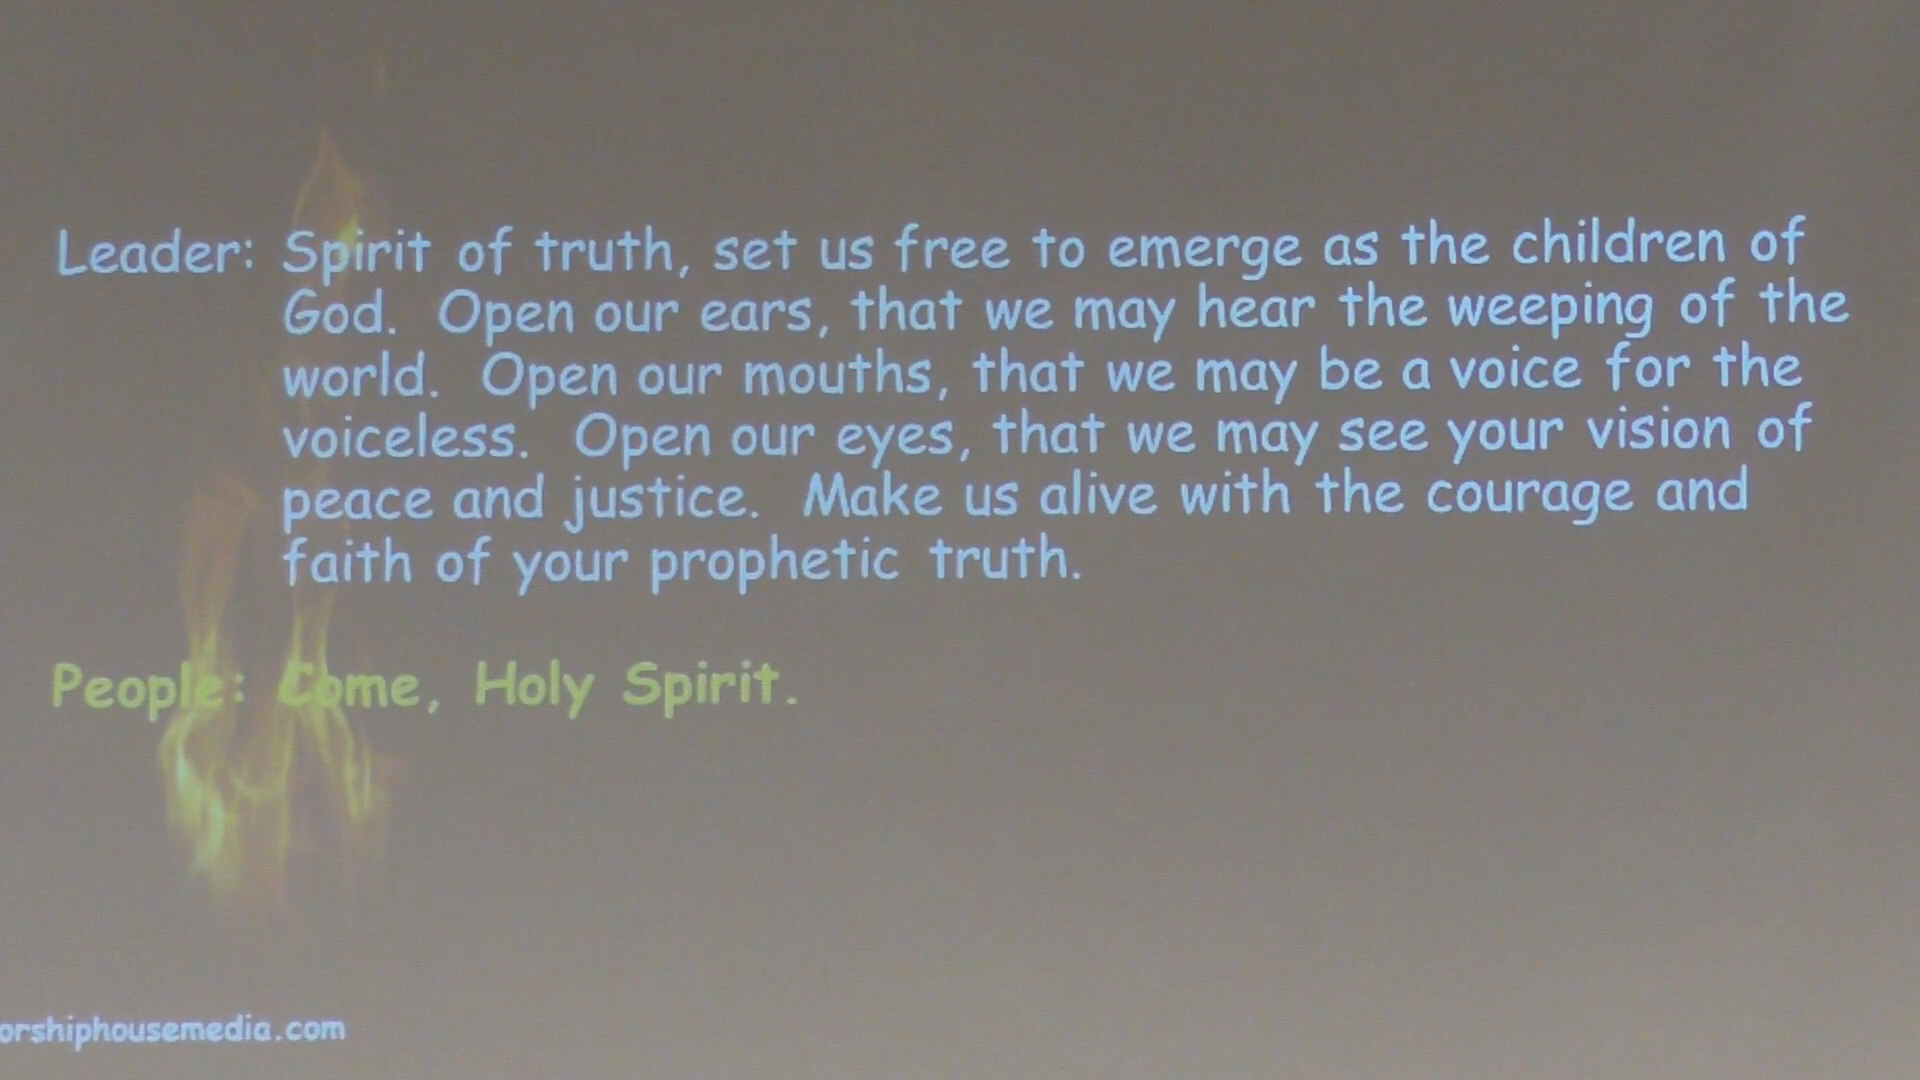 Leader: Spirit of truth, set us free to emerge as the children of
God. Open our ears, that we may hear the weeping of the
world. Open our mouths, that we may be a voice for the
voiceless. Open our eyes, that we may see your vision of
peace and justice. Make us alive with the courage and
faith of your prophetic truth.
People: Come, Holy Spirit.
orshiphousemedia.com